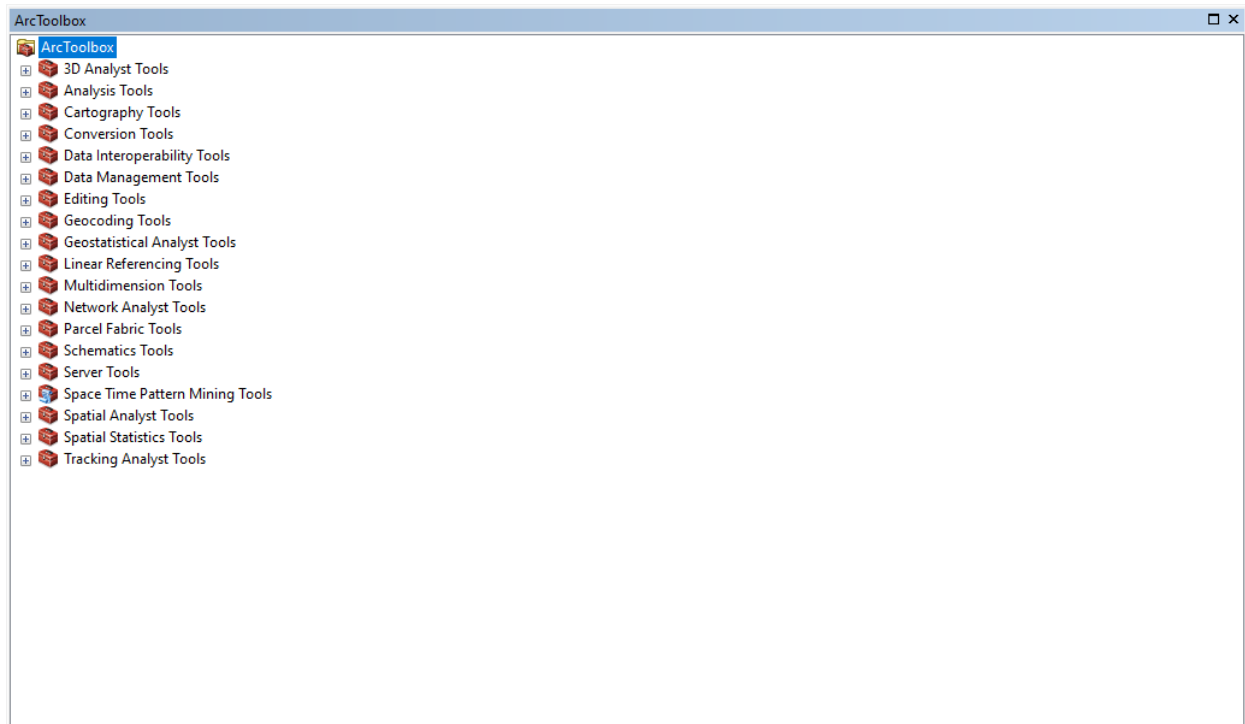 ArcToolbox
ArcToolbox
3D Analyst Tools
Analysis Tools
Cartography Tools
Conversion Tools
Data Interoperability Tools
Data Management Tools
Editing Tools
Geocoding Tools
Geostatistical Analyst Tools
Linear Referencing Tools
Multidimension Tools
Network Analyst Tools
Parcel Fabric Tools
Schematics Tools
Server Tools
Space Time Pattern Mining Tools
Spatial Analyst Tools
Spatial Statistics Tools
Tracking Analyst Tools